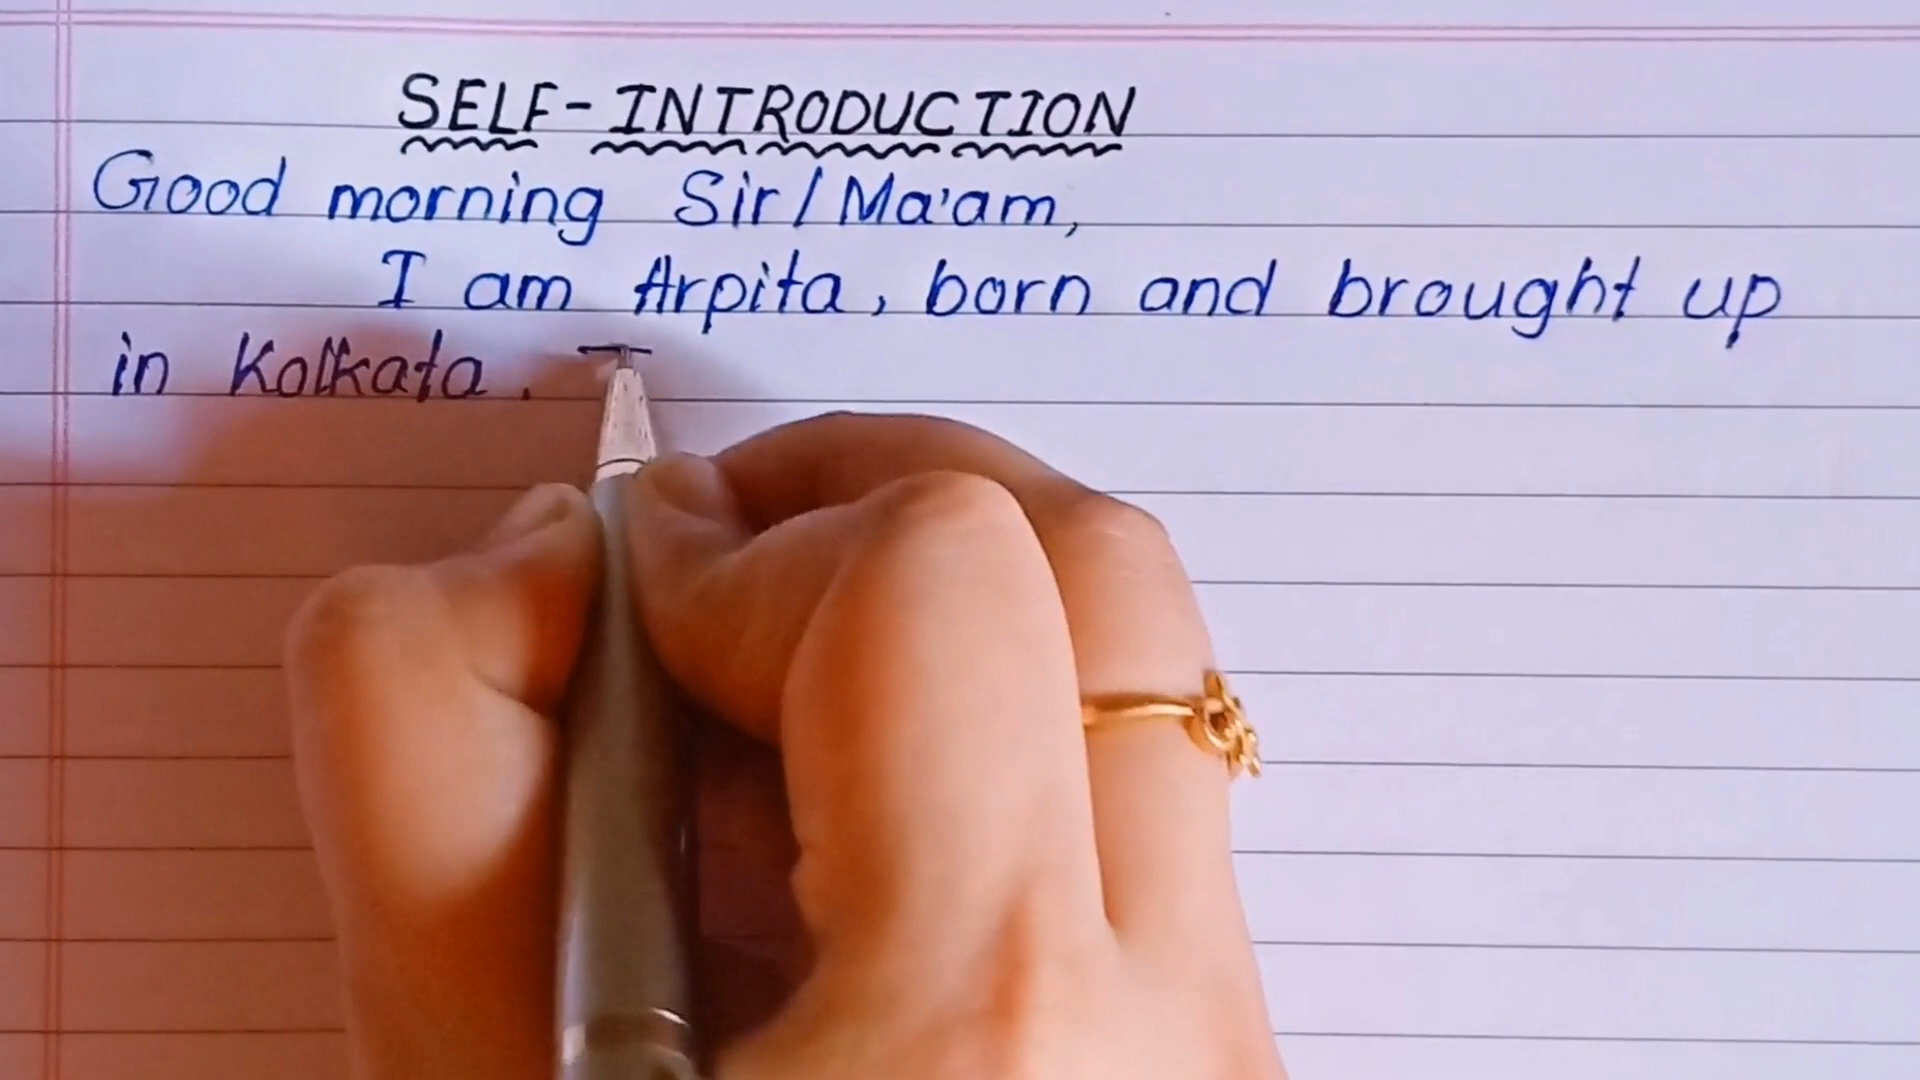 SELF-INTRODUCTION
Good morning Sir/Ma'am,
I am Arpita, born and brought up
in Kolkata.